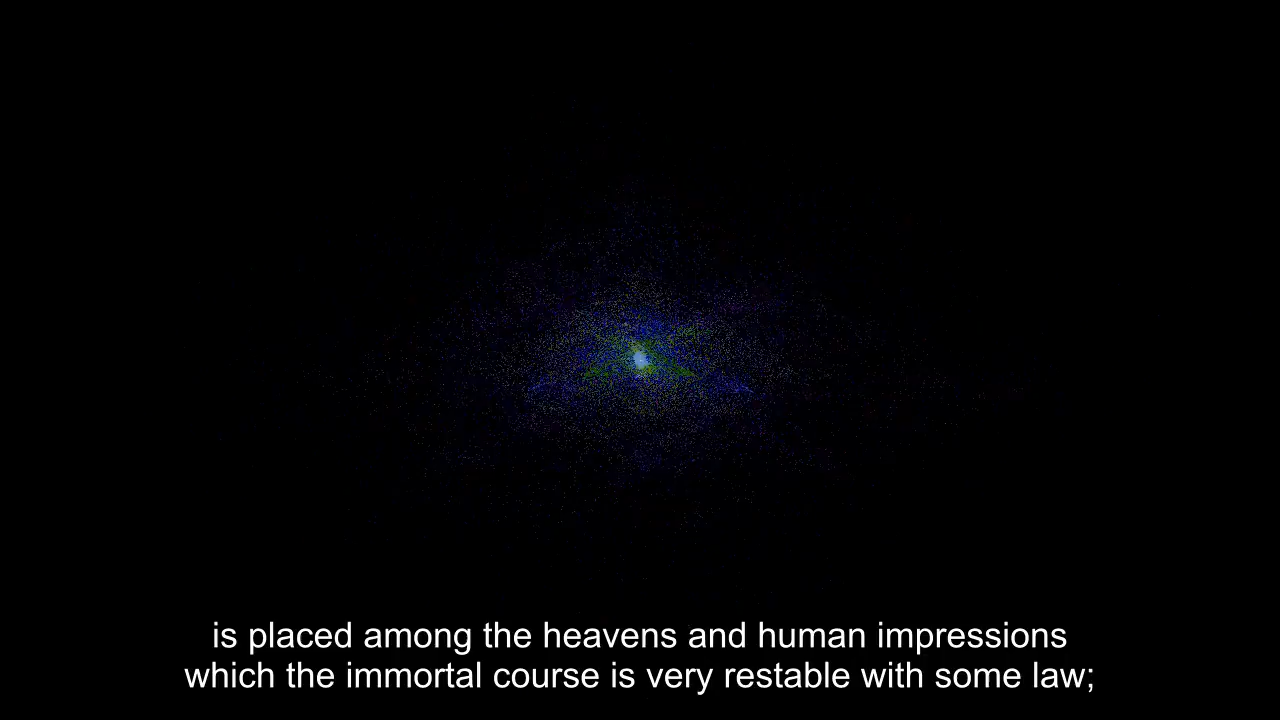 is placed among the heavens and human impressions
which the immortal course is very restable with some law;